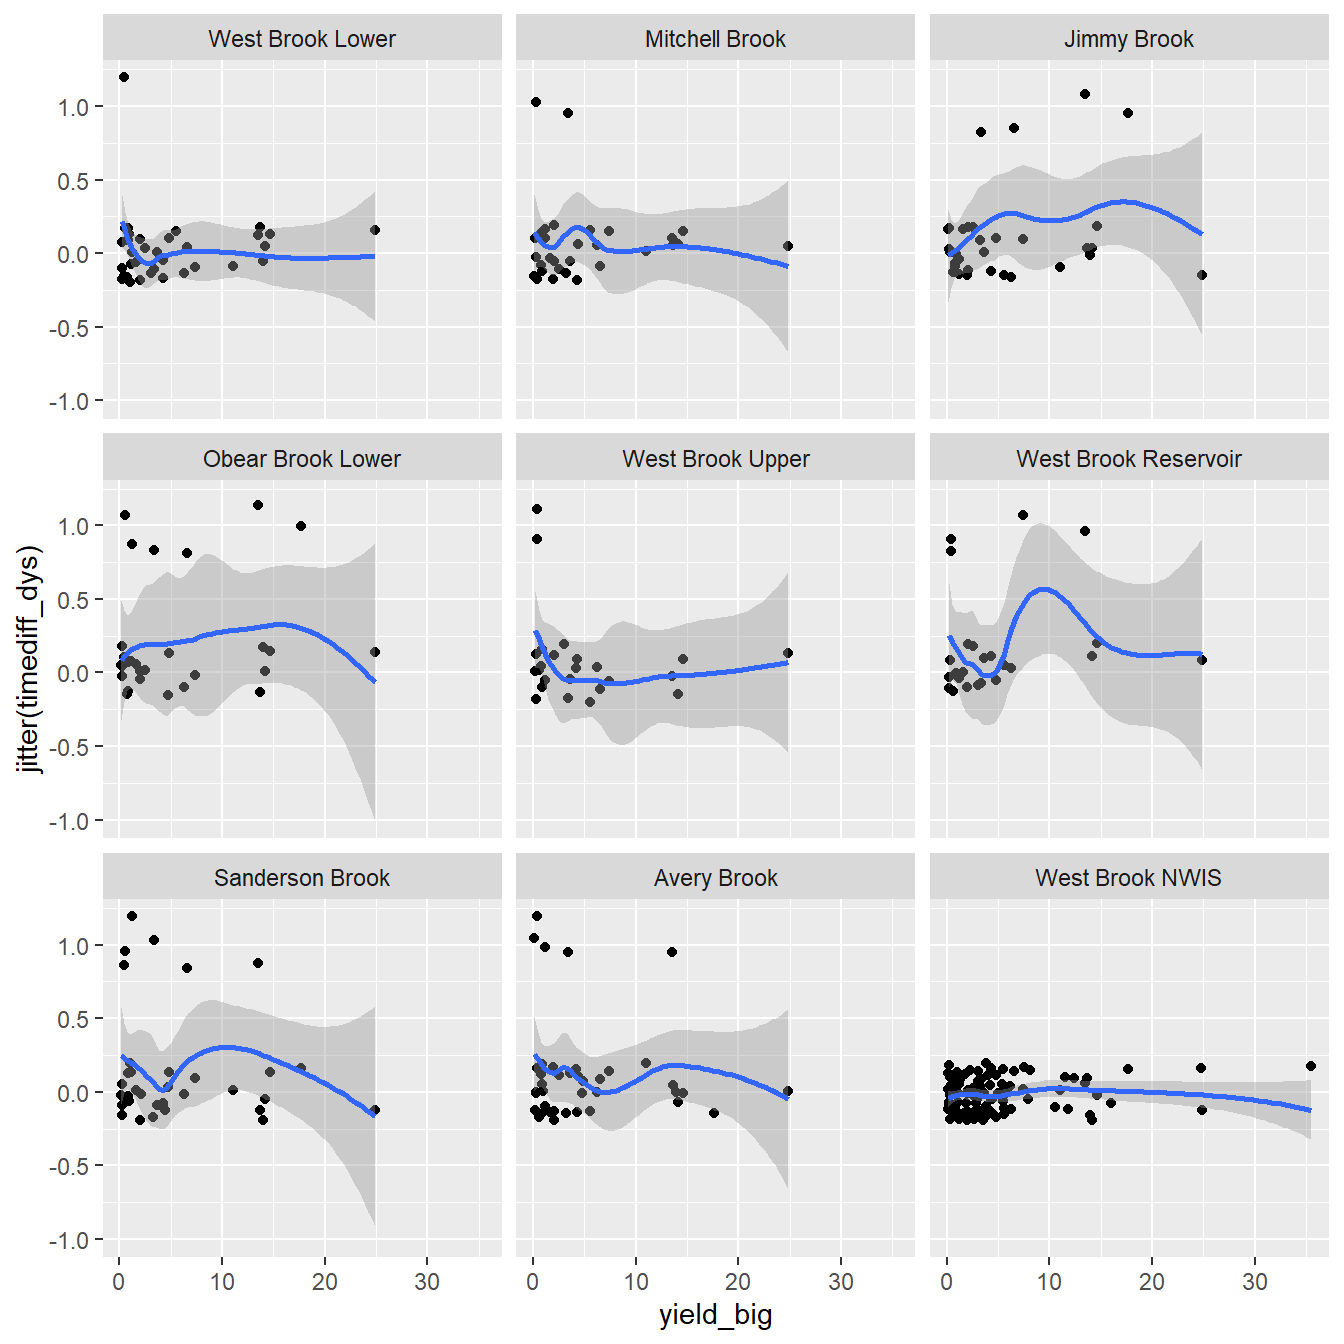 West Brook Lower
Mitchell Brook
Jimmy Brook
1.0
0.5
0.0
-0.5
-1.0
Obear Brook Lower
West Brook Upper
West Brook Reservoir
1.0
0.5
0.0
-0.5
-1.0
jitter(timediff_dys)
Sanderson Brook
Avery Brook
West Brook NWIS
1.0
0.5
0.0
-0.5
-1.0
0 10 20 30
0 10 20 30
0 10 20 30
yield_big